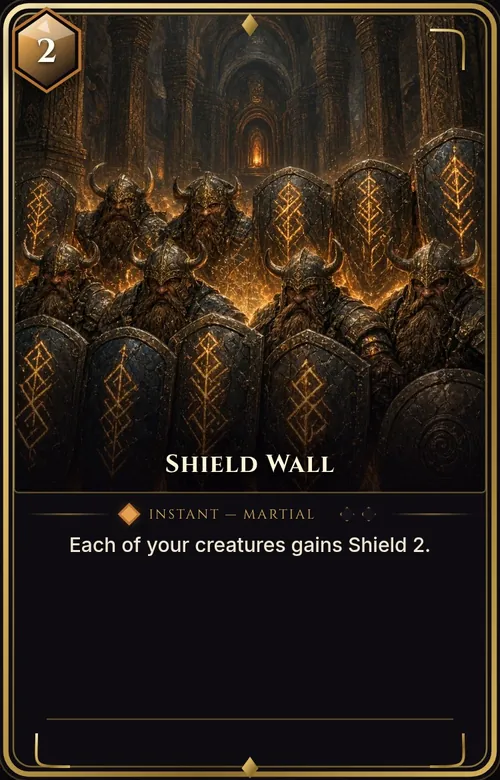 2
Shield Wall
INSTANT — MARTIAL
Each of your creatures gains Shield 2.